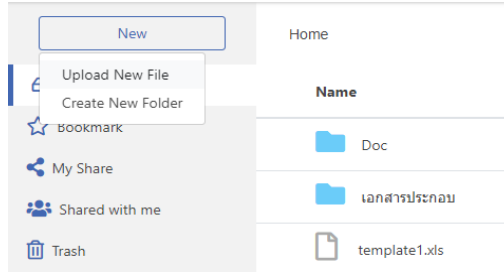 New
Upload New File
Create New Folder
Bookmark
My Share
Shared with me
Trash
Home
Name
Doc
เอกสารประกอบ
template1.xls